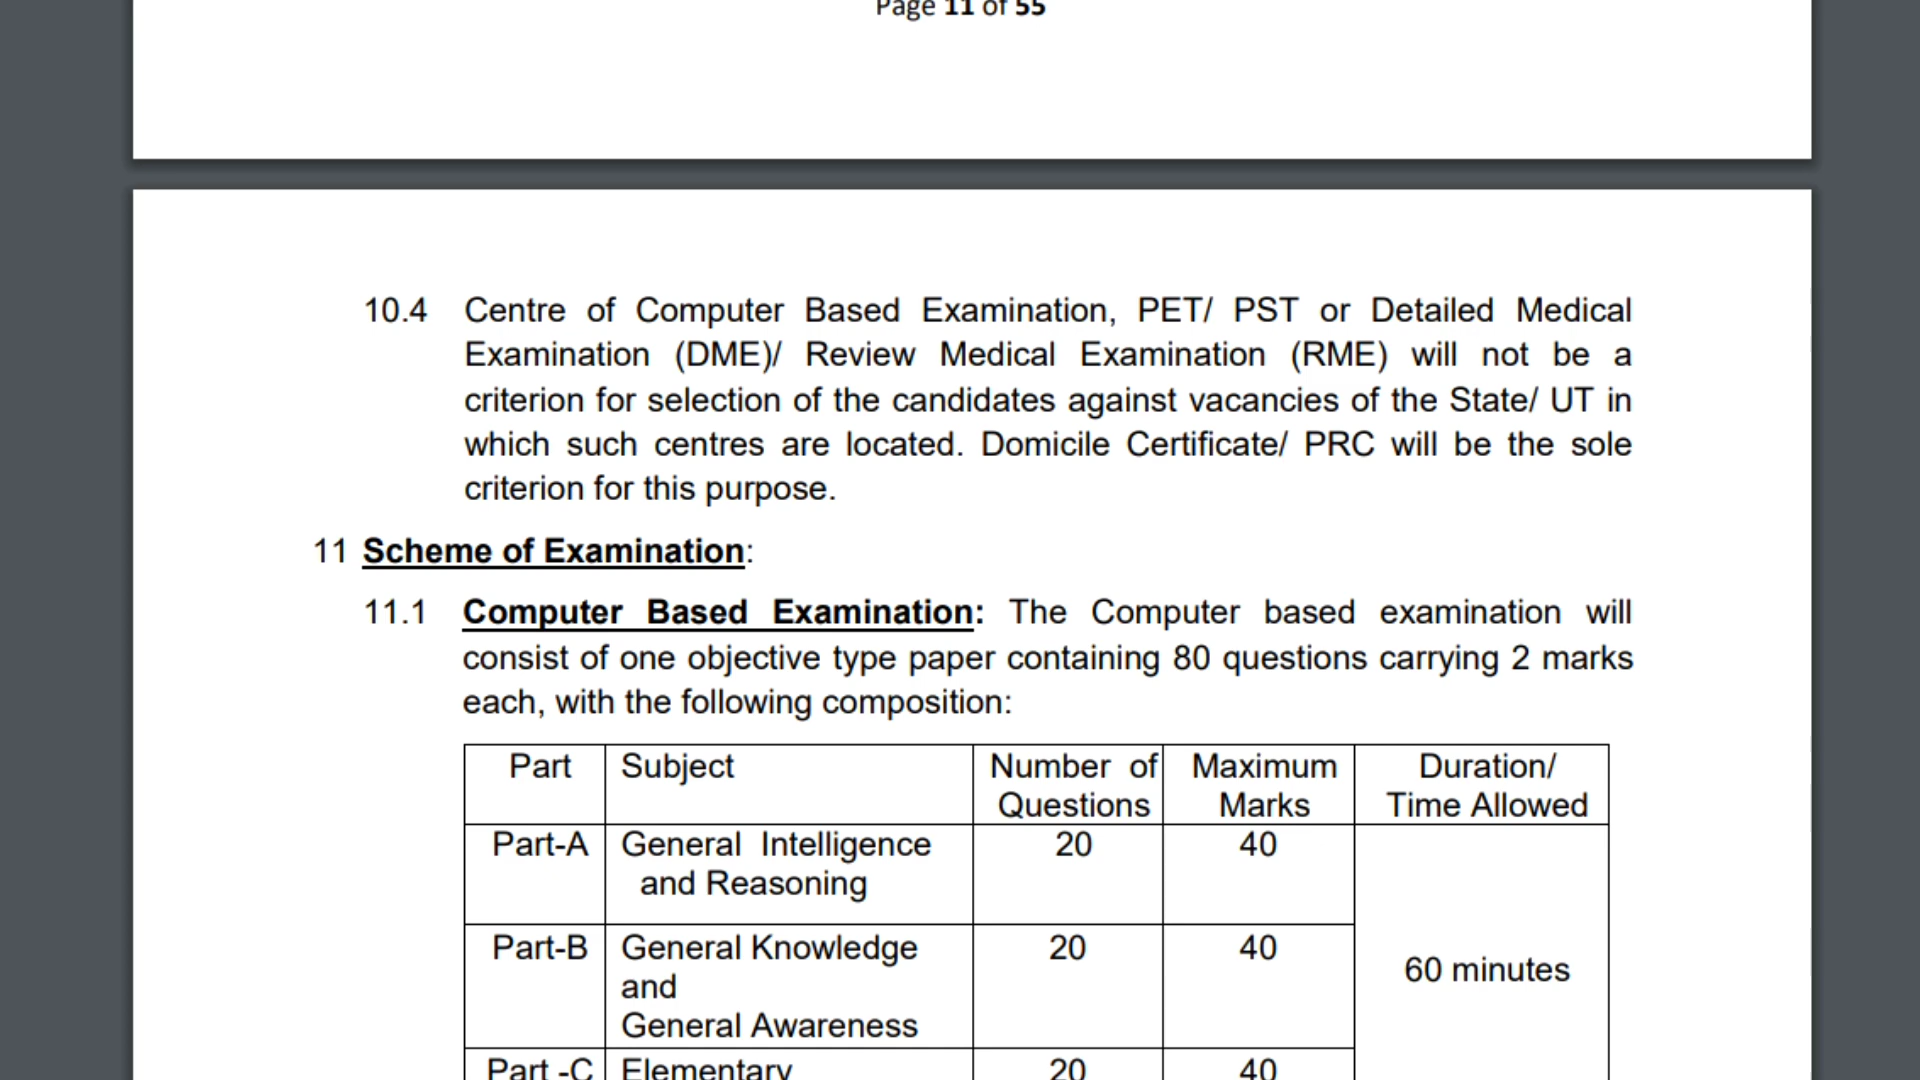 Page 11 of 55
10.4 Centre of Computer Based Examination, PET/ PST or Detailed Medical
Examination (DME)/ Review Medical Examination (RME) will not be a
criterion for selection of the candidates against vacancies of the State/ UT in
which such centres are located. Domicile Certificate/ PRC will be the sole
criterion for this purpose.
11 Scheme of Examination:
11.1 Computer Based Examination: The Computer based examination will
consist of one objective type paper containing 80 questions carrying 2 marks
each, with the following composition:
Part Subject Number of Maximum Duration/
Questions Marks Time Allowed
Part-A General Intelligence 20 40
and Reasoning
Part-B General Knowledge 20 40
60 minutes
and
General Awareness
Part -C Elementary 20 40